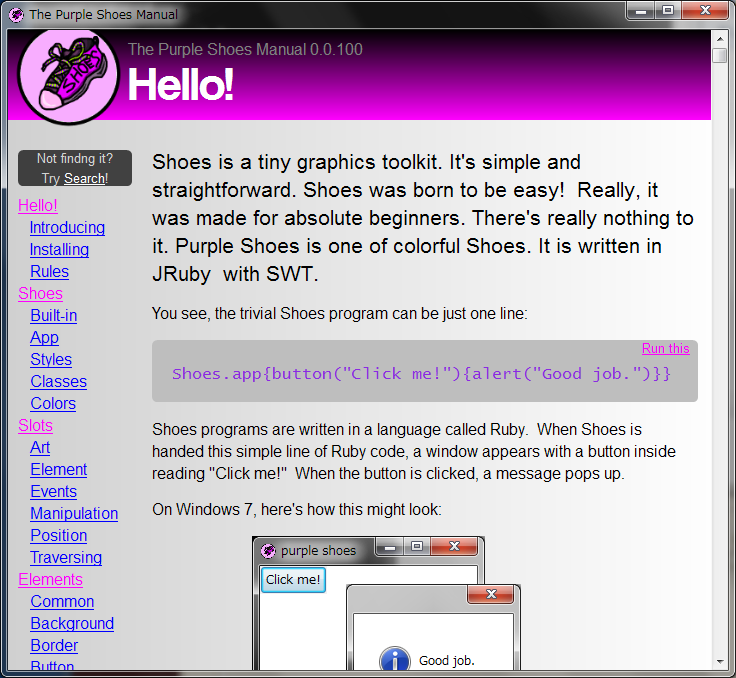 The Purple Shoes Manual
The Purple Shoes Manual 0.0.100
SHOES
Hello!
Not findng it?
Try Search!
Hello!
Introducing
Installing
Rules
Shoes
Built-in
App
Styles
Classes
Colors
Slots
Art
Element
Events
Manipulation
Position
Traversing
Elements
Common
Background
Border
Button
Shoes is a tiny graphics toolkit. It's simple and
straightforward. Shoes was born to be easy!  Really, it
was made for absolute beginners. There's really nothing to
it. Purple Shoes is one of colorful Shoes. It is written in
JRuby  with SWT.
You see, the trivial Shoes program can be just one line:
Run this
Shoes.app{button("Click me!"){alert("Good job.")}}
Shoes programs are written in a language called Ruby.  When Shoes is
handed this simple line of Ruby code, a window appears with a button inside
reading "Click me!"  When the button is clicked, a message pops up.
On Windows 7, here's how this might look:
purple shoes
Click me!
Good job.